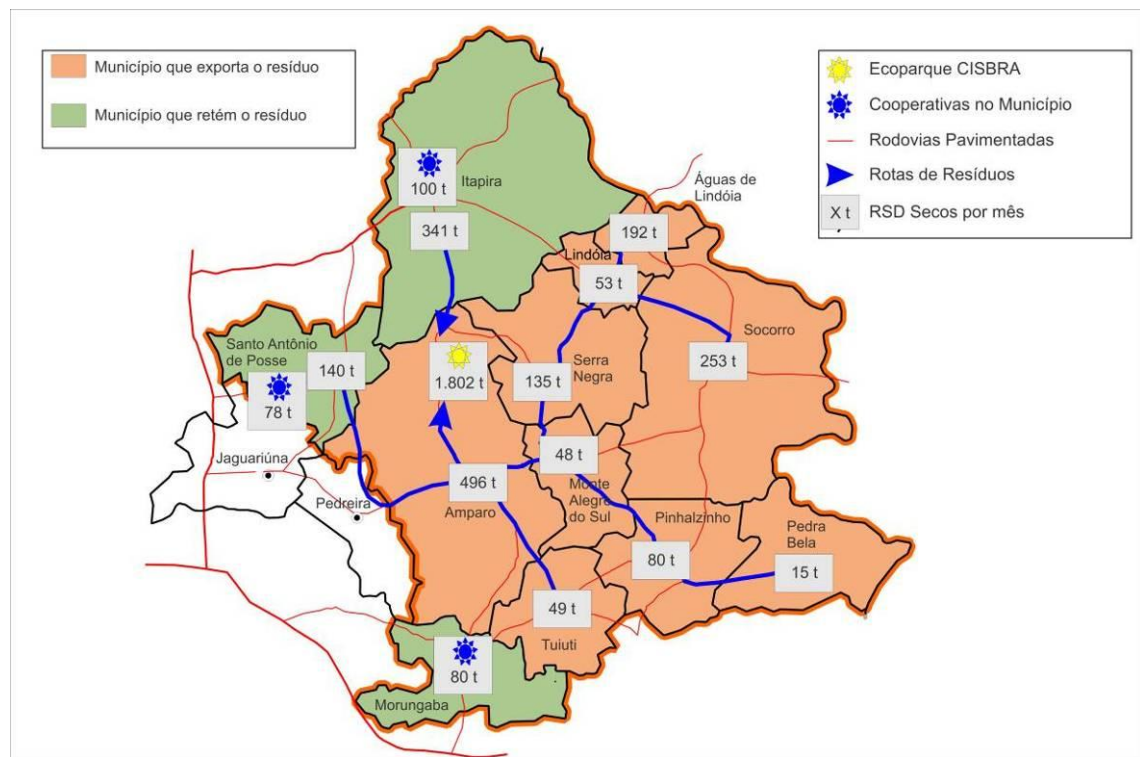 Município que exporta o resíduo
Município que retém o resíduo
Ecoparque CISBRA
Cooperativas no Município
Rodovias Pavimentadas
Rotas de Resíduos
X t
RSD Secos por mês
100 t
Itapira
Águas de
Lindóia
341 t
192 t
Lindóia
53 t
Santo Antônio
de Posse
140 t
78 t
1.802 t
135 t
Serra
Negra
Socorro
253 t
Jaguariúna
Pedreira
496 t
Amparo
48 t
Monte
Alegre
do Sul
Pinhalzinho
80 t
Pedra
Bela
15 t
49 t
Tuiuti
80 t
Morungaba